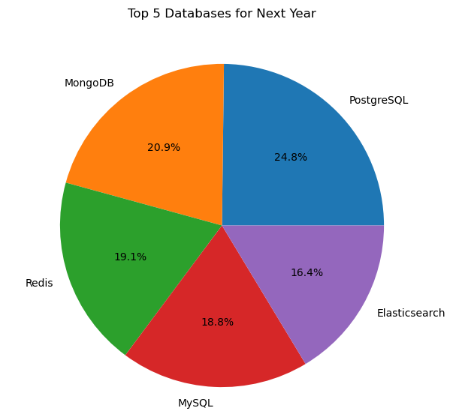 Top 5 Databases for Next Year
MongoDB
PostgreSQL
20.9%
24.8%
19.1%
16.4%
Redis
Elasticsearch
18.8%
MySQL